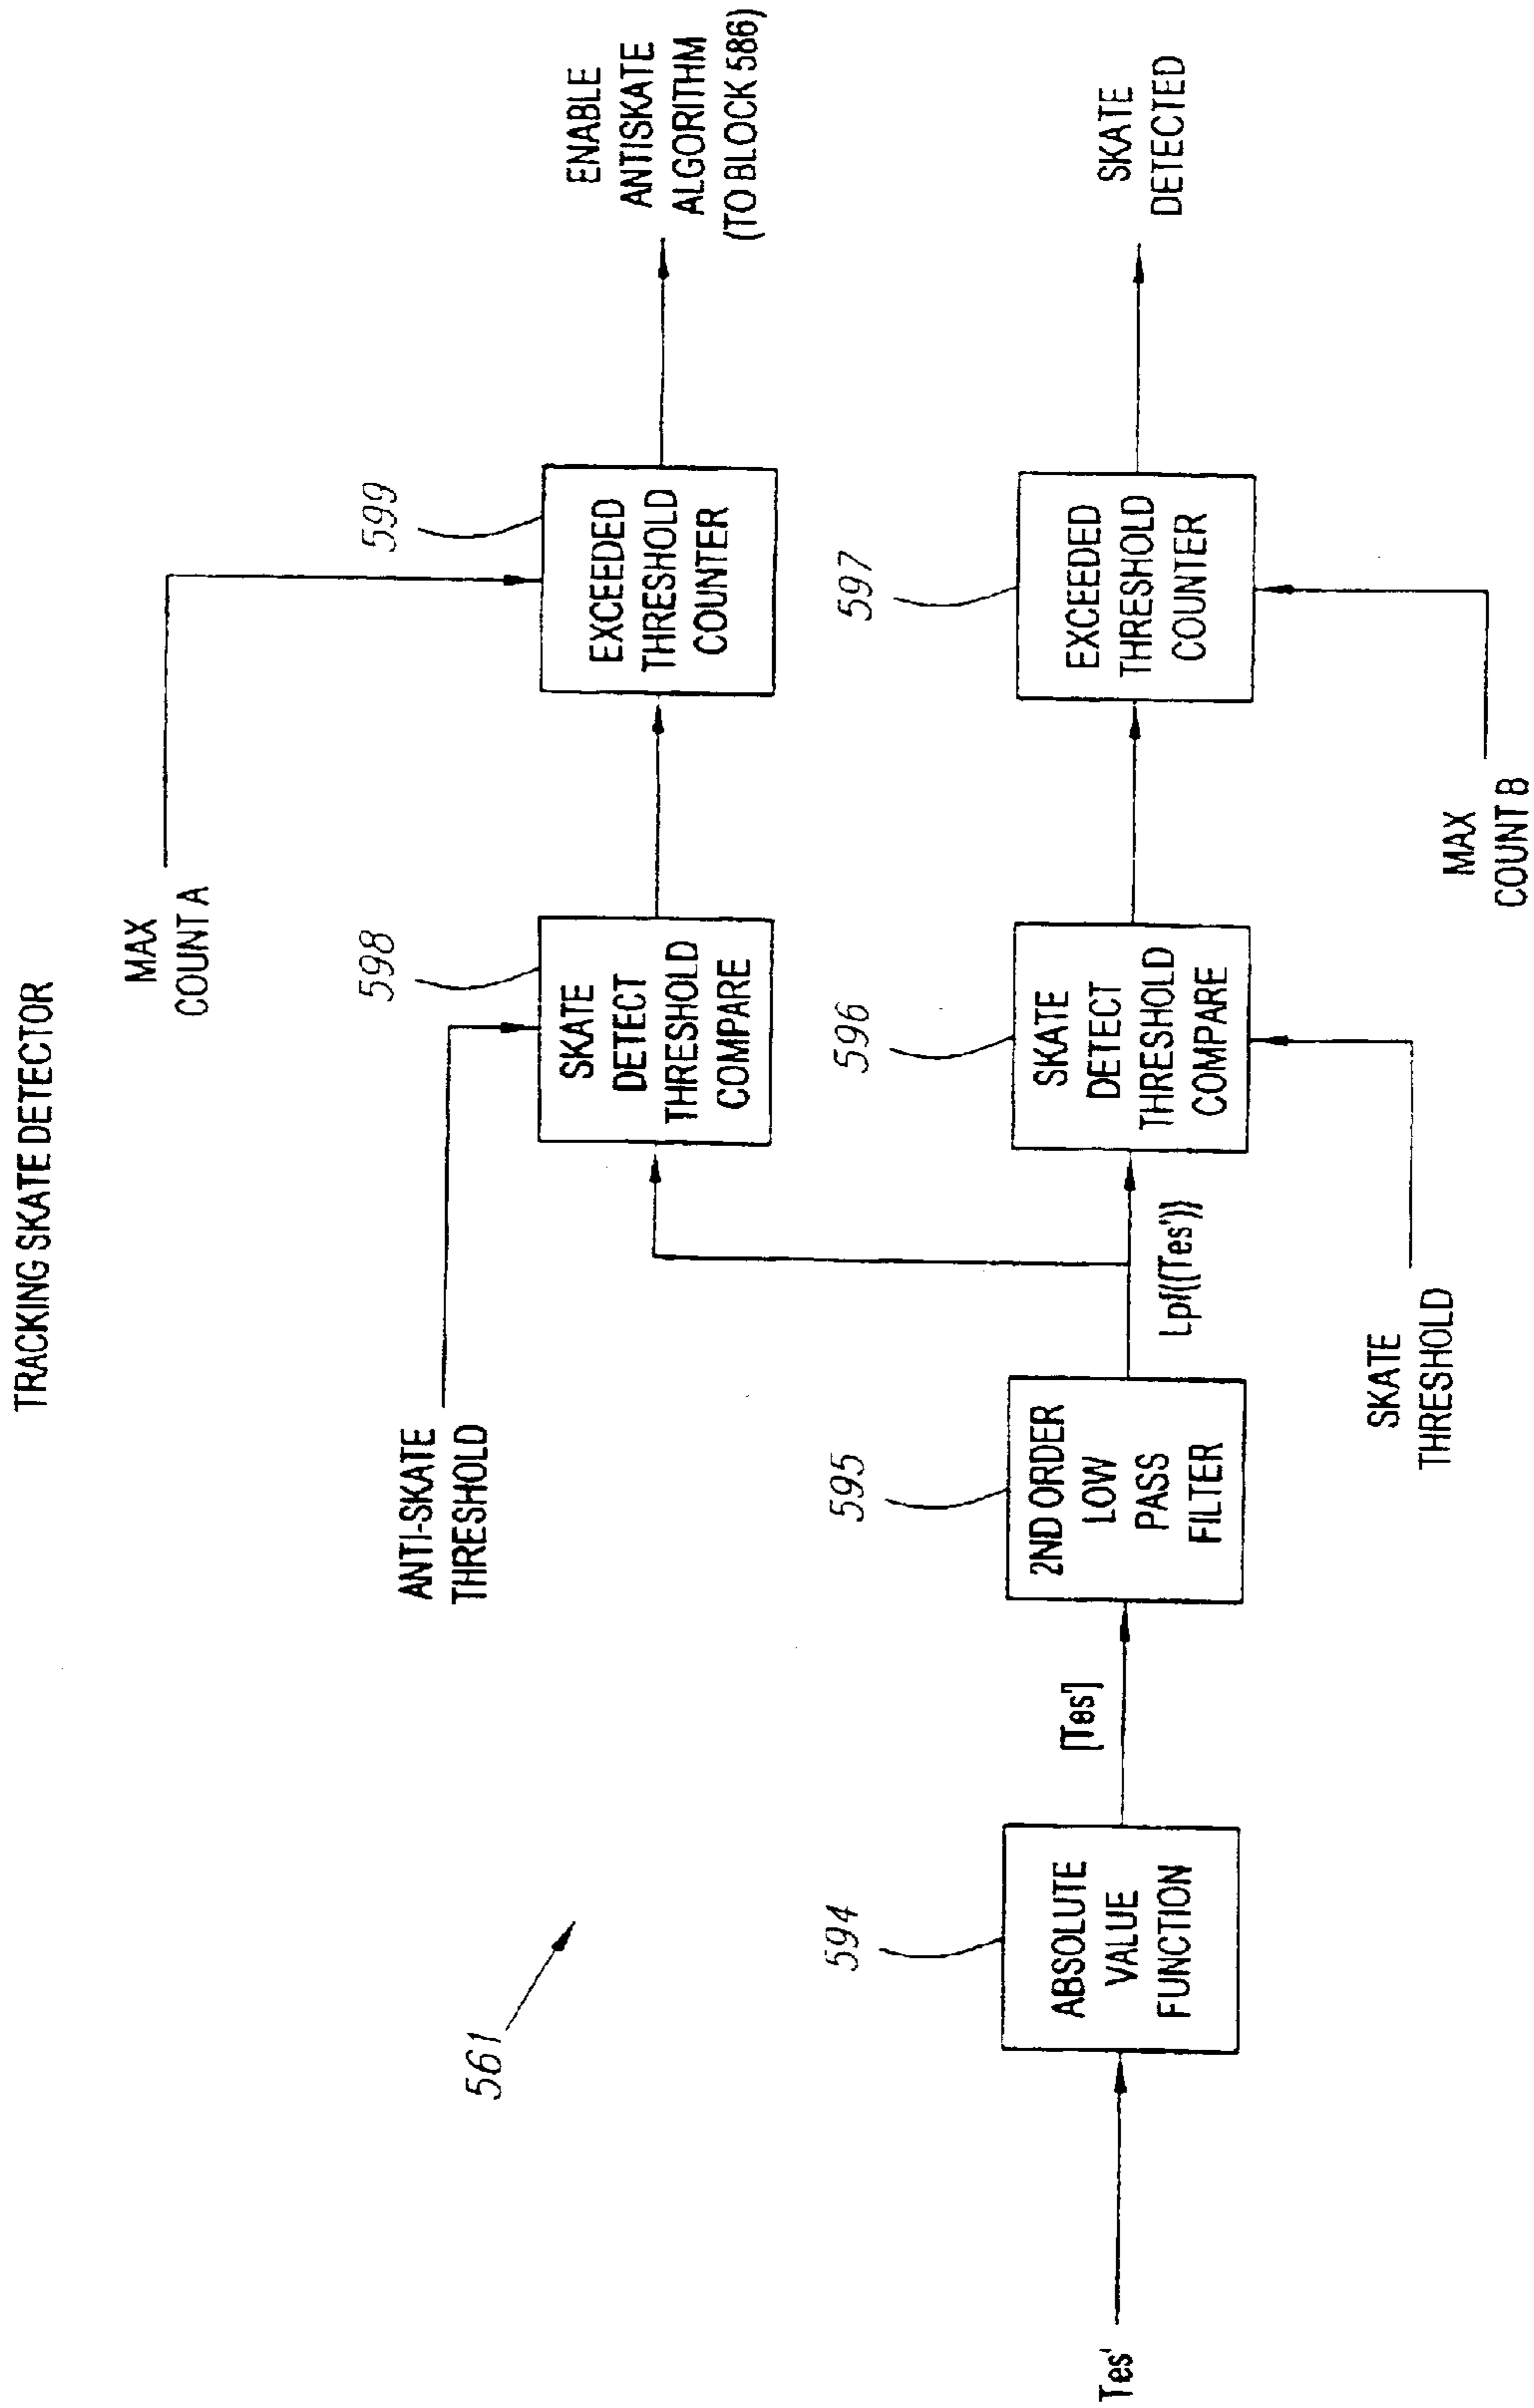 TRACKING SKATE DETECTOR
MAX
COUNT A
ANTI-SKATE
THRESHOLD
598
SKATE
DETECT
THRESHOLD
COMPARE
599
EXCEEDED
THRESHOLD
COUNTER
ENABLE
ANTISKATE
ALGORITHM
(TO BLOCK 586)
561
Tes'
594
ABSOLUTE
VALUE
FUNCTION
[Tes']
595
2ND ORDER
LOW
PASS
FILTER
Lpf((Tes'))
596
SKATE
DETECT
THRESHOLD
COMPARE
597
EXCEEDED
THRESHOLD
COUNTER
SKATE
DETECTED
SKATE
THRESHOLD
MAX
COUNT B